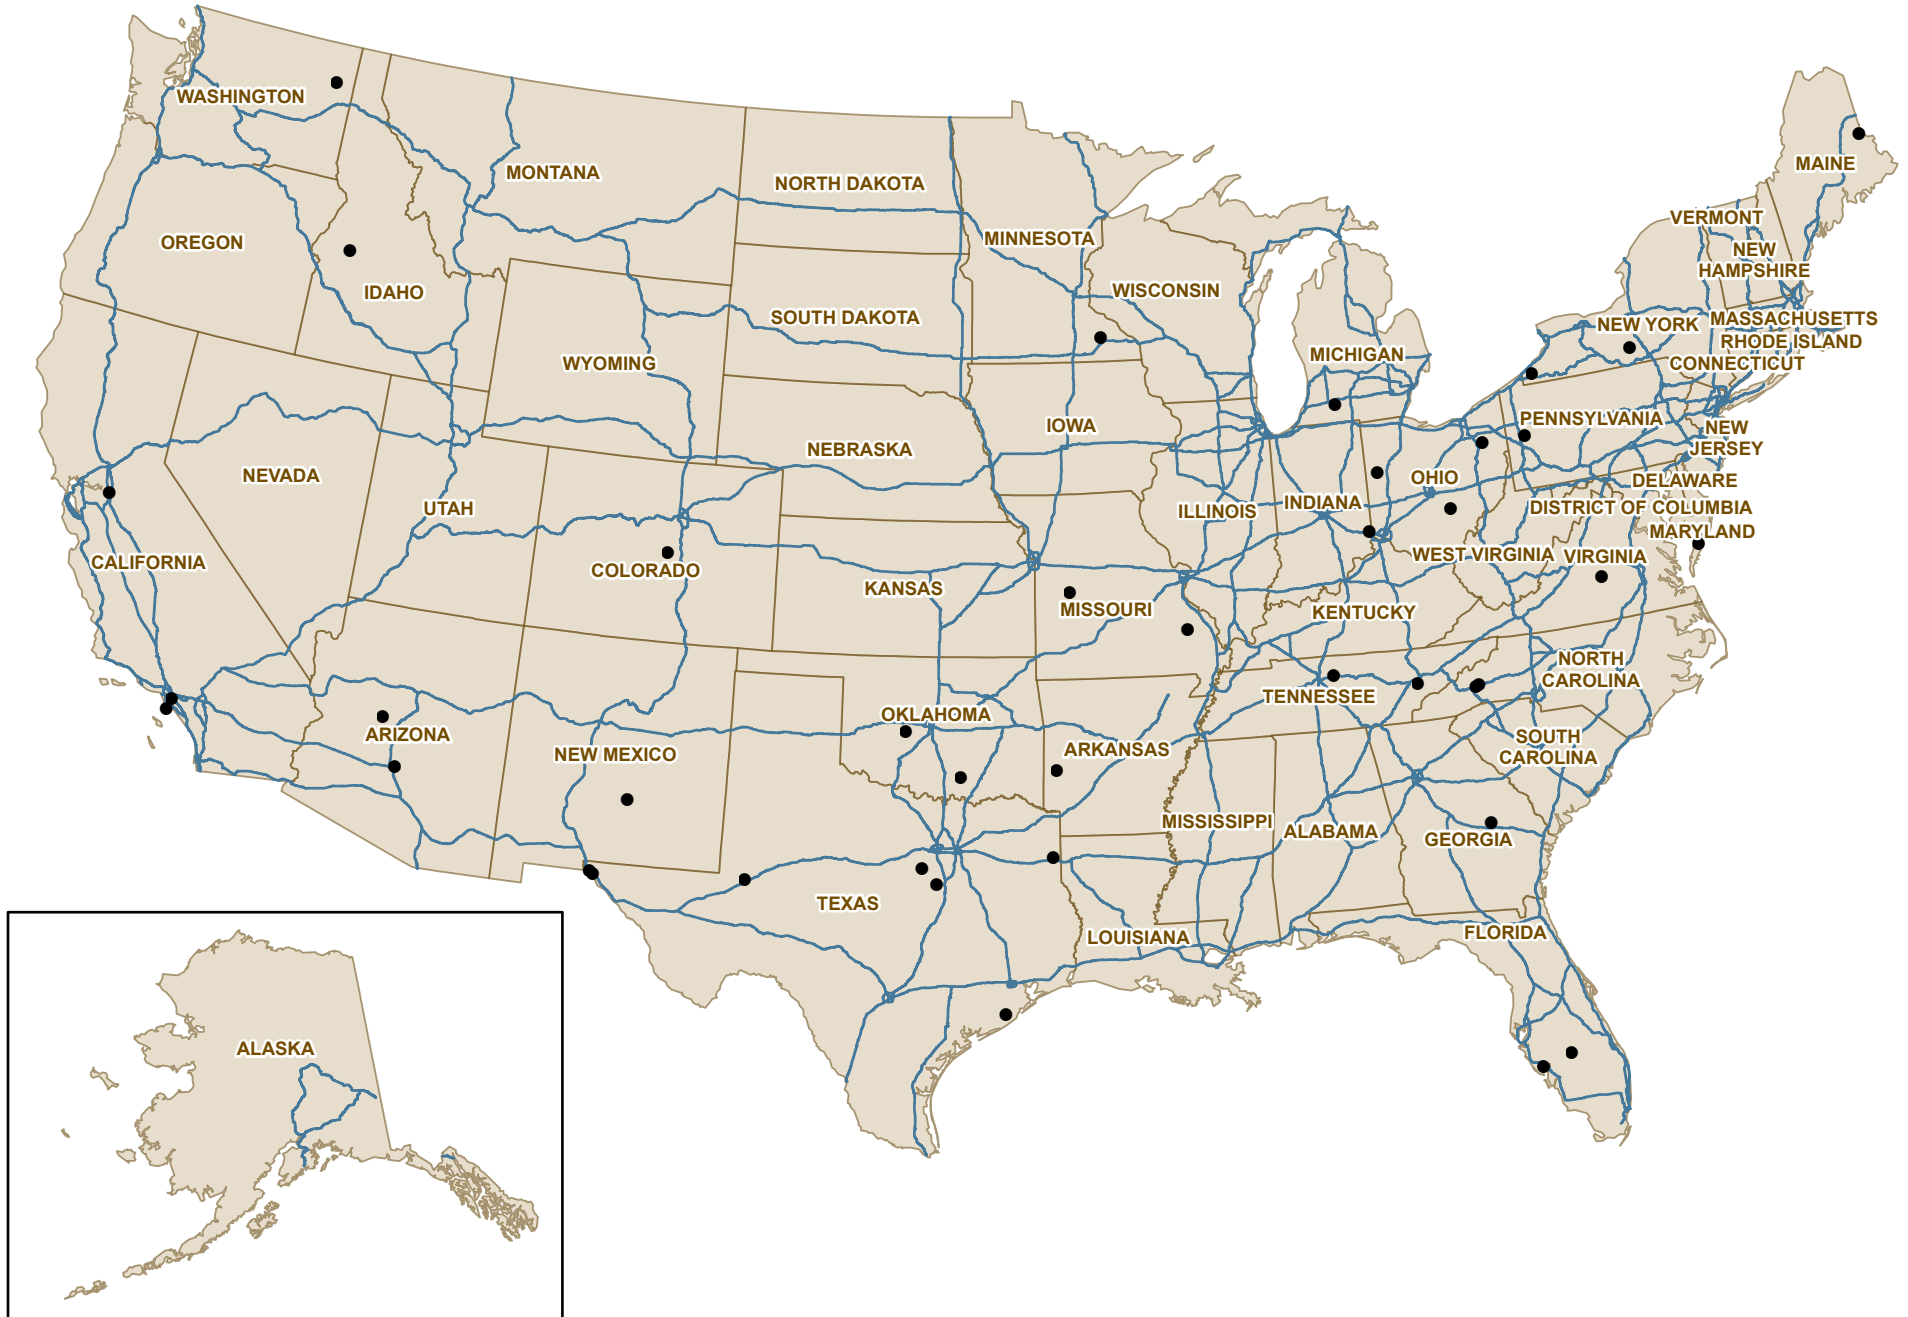 WASHINGTON
MONTANA
NORTH DAKOTA
MINNESOTA
MAINE
VERMONT
NEW
HAMPSHIRE
OREGON
IDAHO
WYOMING
SOUTH DAKOTA
WISCONSIN
MICHIGAN
NEW YORK
MASSACHUSETTS
RHODE ISLAND
CONNECTICUT
NEVADA
UTAH
NEBRASKA
IOWA
PENNSYLVANIA
NEW
JERSEY
CALIFORNIA
COLORADO
KANSAS
MISSOURI
ILLINOIS
INDIANA
OHIO
DELAWARE
DISTRICT OF COLUMBIA
MARYLAND
WEST VIRGINIA
VIRGINIA
KENTUCKY
ARIZONA
NEW MEXICO
OKLAHOMA
ARKANSAS
TENNESSEE
NORTH
CAROLINA
SOUTH
CAROLINA
TEXAS
LOUISIANA
MISSISSIPPI
ALABAMA
GEORGIA
FLORIDA
ALASKA